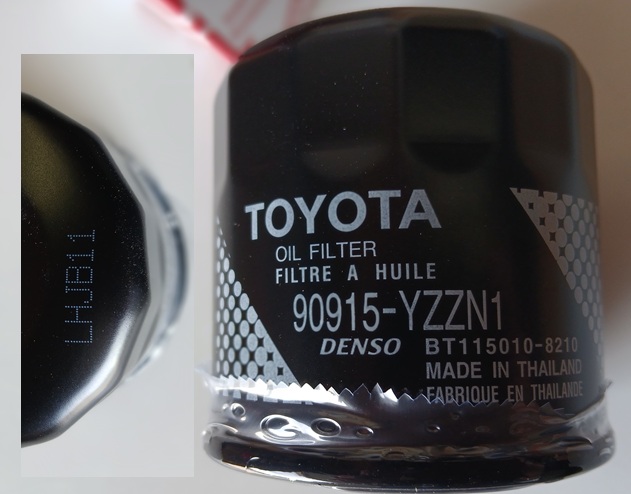 TOYOTA
OIL FILTER
FILTRE A HUILE
90915-YZZN1
DENSO BT115010-8210
MADE IN THAILAND
FABRIQUE EN THAILANDE
LHJB11